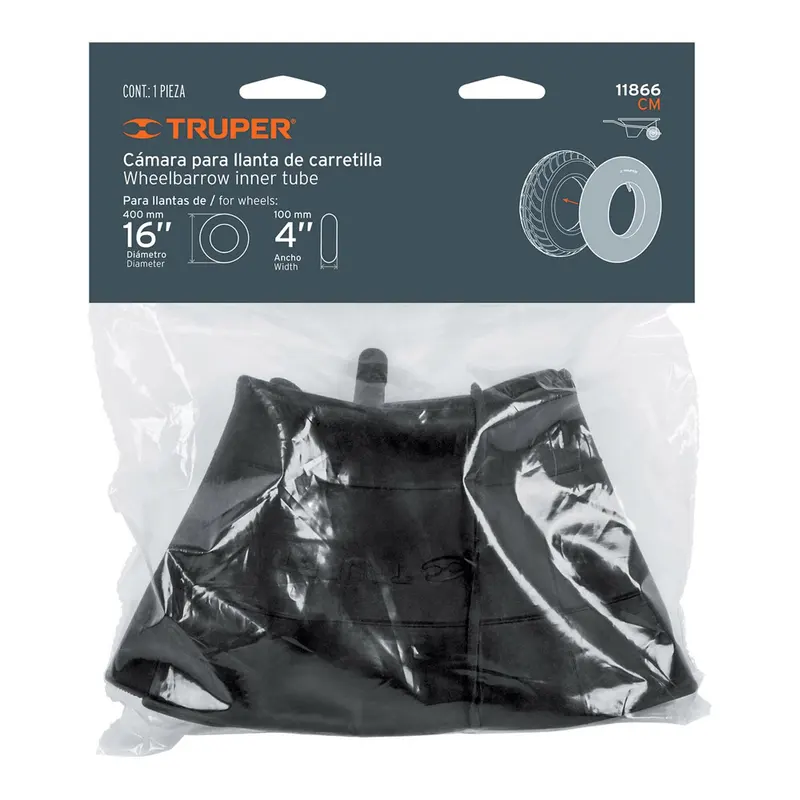 CONT.: 1 PIEZA
11866
CM
TRUPER®
Cámara para llanta de carretilla
Wheelbarrow inner tube
Para llantas de / for wheels:
400 mm
16"
Diámetro
Diameter
100 mm
4"
Ancho
Width